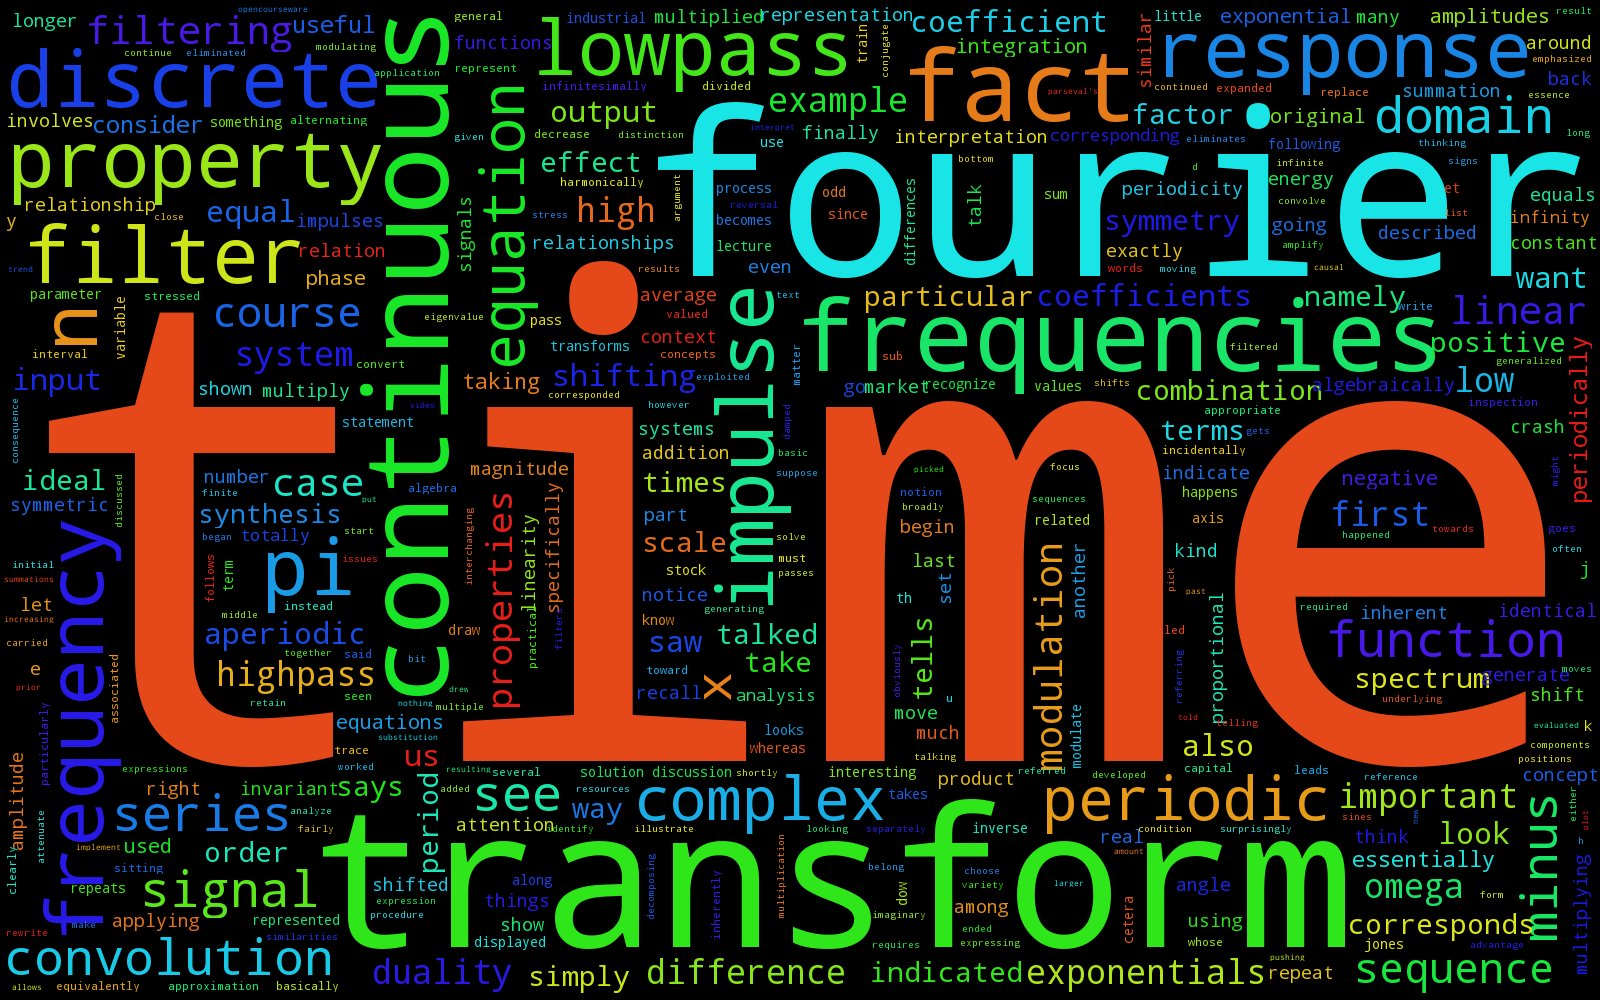 longer
filtering
opencourseware
useful
modulating
continue
eliminated
general
functions
industrial
multiplied
representation
train
conjugate
coefficient
integration
similar
little
exponential
many
amplitudes
result
around
emphasized
back
discrete
application
represent
lowpass
infinitesimally
divided
fact
parseval's
response
continued
expanded
replace
summation
essence
involves
consider
something
alternating
continuous
equation
output
example
decrease
distinction
given
interpret
use
finally
interpretation
corresponding
factor
eliminates
original
following
domain
thinking
long
property
relationship
close
equal
impulses
y
signals
effect
harmonically
stress
high
argument
relationships
fourier
process
reversal
becomes
lecture
even
odd
since
bottom
differences
talk
sum
d
periodicity
symmetry
exactly
words
moving
infinite
energy
convolve
going
amplify
causal
signs
let
list
described
equals
infinity
constant
want
filter
relation
phase
trend
parameter
stressed
n
variable
interval
course
system
convert
eigenvalue
results
average
valued
context
concepts
pass
transforms
text
particular
coefficients
namely
write
linear
positive
generalized
input
shown
multiply
video
statement
taking
shifting
exploited
corresponded
impulse
matter
frequencies
sub
filtered
go
market
recognize
values
shifts
combination
algebraically
low
inspection
appropriate
consequence
time
however
systems
damped
basic
suppose
addition
times
magnitude
terms
gets
incidentally
indicate
crash
periodically
might
ideal
symmetric
discussed
number
finite
case
put
synthesis
start
algebra
began
totally
issues
properties
interchanging
linearity
practical
specifically
filters
part
scale
solve
must
passes
stock
notice
generating
picked
notion
broadly
begin
last
set
th
focus
sequences
related
another
modulation
happens
axis
kind
negative
first
happened
towards
goes
often
j
initial
summations
let
increasing
carried
e
prior
frequency
follows
term
pi
instead
middle
aperiodic
together
said
bit
draw
know
saw
toward
recall
x
talked
take
analysis
obviously
tells
u
move
much
talking
modulate
led
pick
past
referring
told
proportional
required
inherent
identical
function
generate
moves
spectrum
underlying
shift
telling
associated
particularly
highpass
seen
retain
nothing
drew
multiple
equations
substitution
trace
worked
looks
whereas
also
capital
leads
evaluated
k
components
positions
expressions
amplitude
right
invariant
says
us
period
resulting
added
several
solution
discussion
shortly
resources
interesting
product
referred
developed
reference
concept
clearly
attenuate
series
analyze
fairly
implement
used
order
sitting
see
attention
identify
way
illustrate
complex
looking
separately
takes
inverse
periodic
real
condition
amount
surprisingly
important
sines
think
new
look
minus
either
plot
h
repeats
signal
make
applying
represented
similarities
rewrite
transform
shifted
expression
procedure
along
things
show
displayed
decomposing
inherently
multiplication
belong
imaginary
requires
now
choose
variety
among
ended
expressing
larger
cetera
angle
using
whose
essentially
omega
form
corresponds
jones
advantage
multiplying
convolution
allows
equivalently
approximation
basically
duality
simply
difference
indicated
exponentials
pushing
repeat
sequence